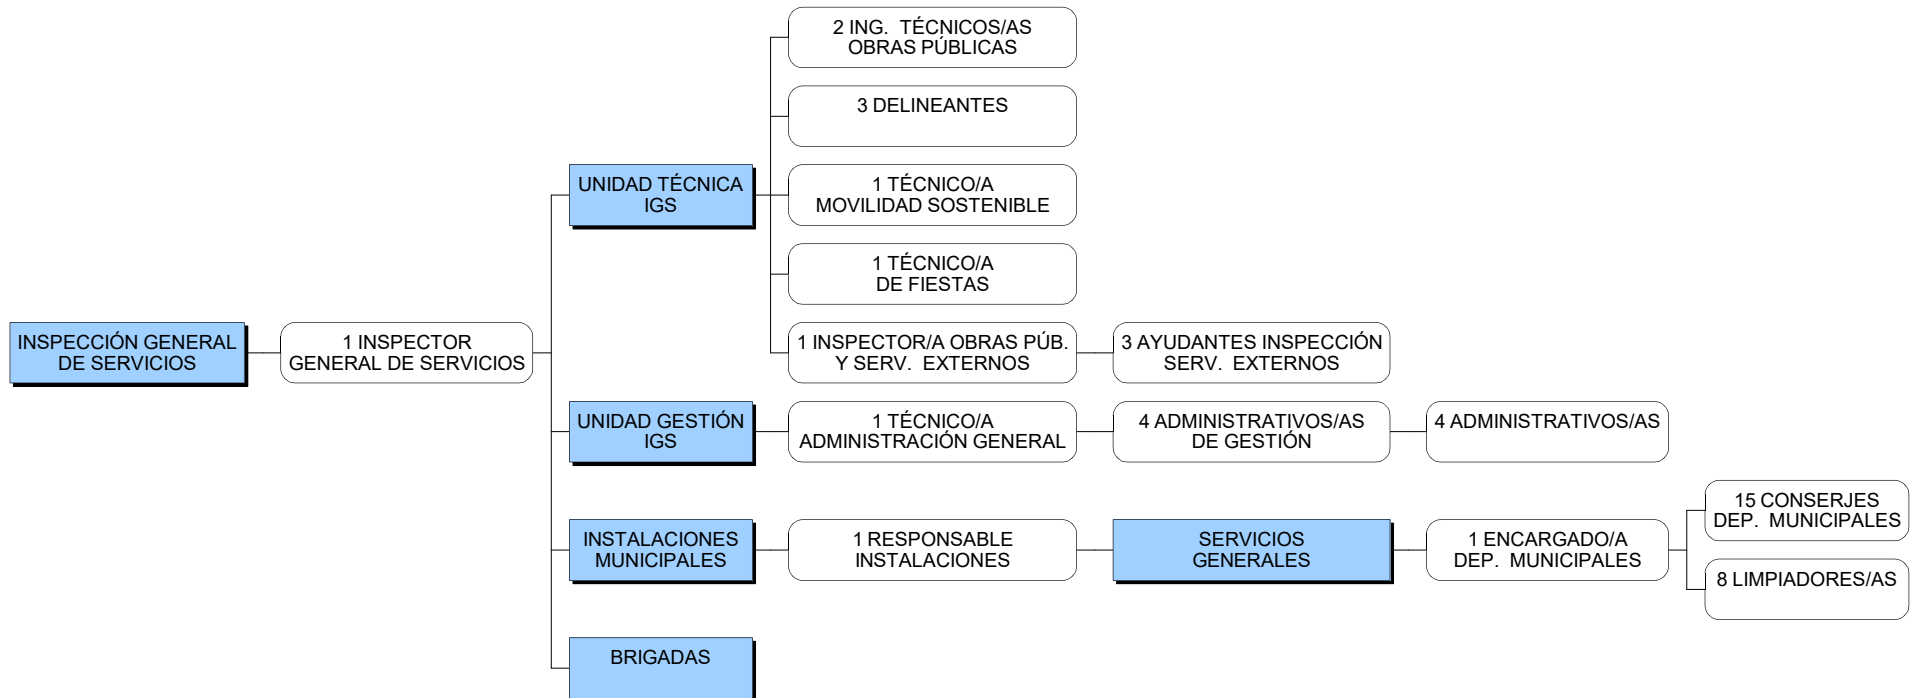 2 ING. TÉCNICOS/AS
OBRAS PÚBLICAS
3 DELINEANTES
UNIDAD TÉCNICA
IGS
1 TÉCNICO/A
MOVILIDAD SOSTENIBLE
1 TÉCNICO/A
DE FIESTAS
INSPECCIÓN GENERAL
DE SERVICIOS
1 INSPECTOR
GENERAL DE SERVICIOS
1 INSPECTOR/A OBRAS PÚB.
Y SERV. EXTERNOS
3 AYUDANTES INSPECCIÓN
SERV. EXTERNOS
UNIDAD GESTIÓN
IGS
1 TÉCNICO/A
ADMINISTRACIÓN GENERAL
4 ADMINISTRATIVOS/AS
DE GESTIÓN
4 ADMINISTRATIVOS/AS
INSTALACIONES
MUNICIPALES
1 RESPONSABLE
INSTALACIONES
SERVICIOS
GENERALES
1 ENCARGADO/A
DEP. MUNICIPALES
15 CONSERJES
DEP. MUNICIPALES
8 LIMPIADORES/AS
BRIGADAS